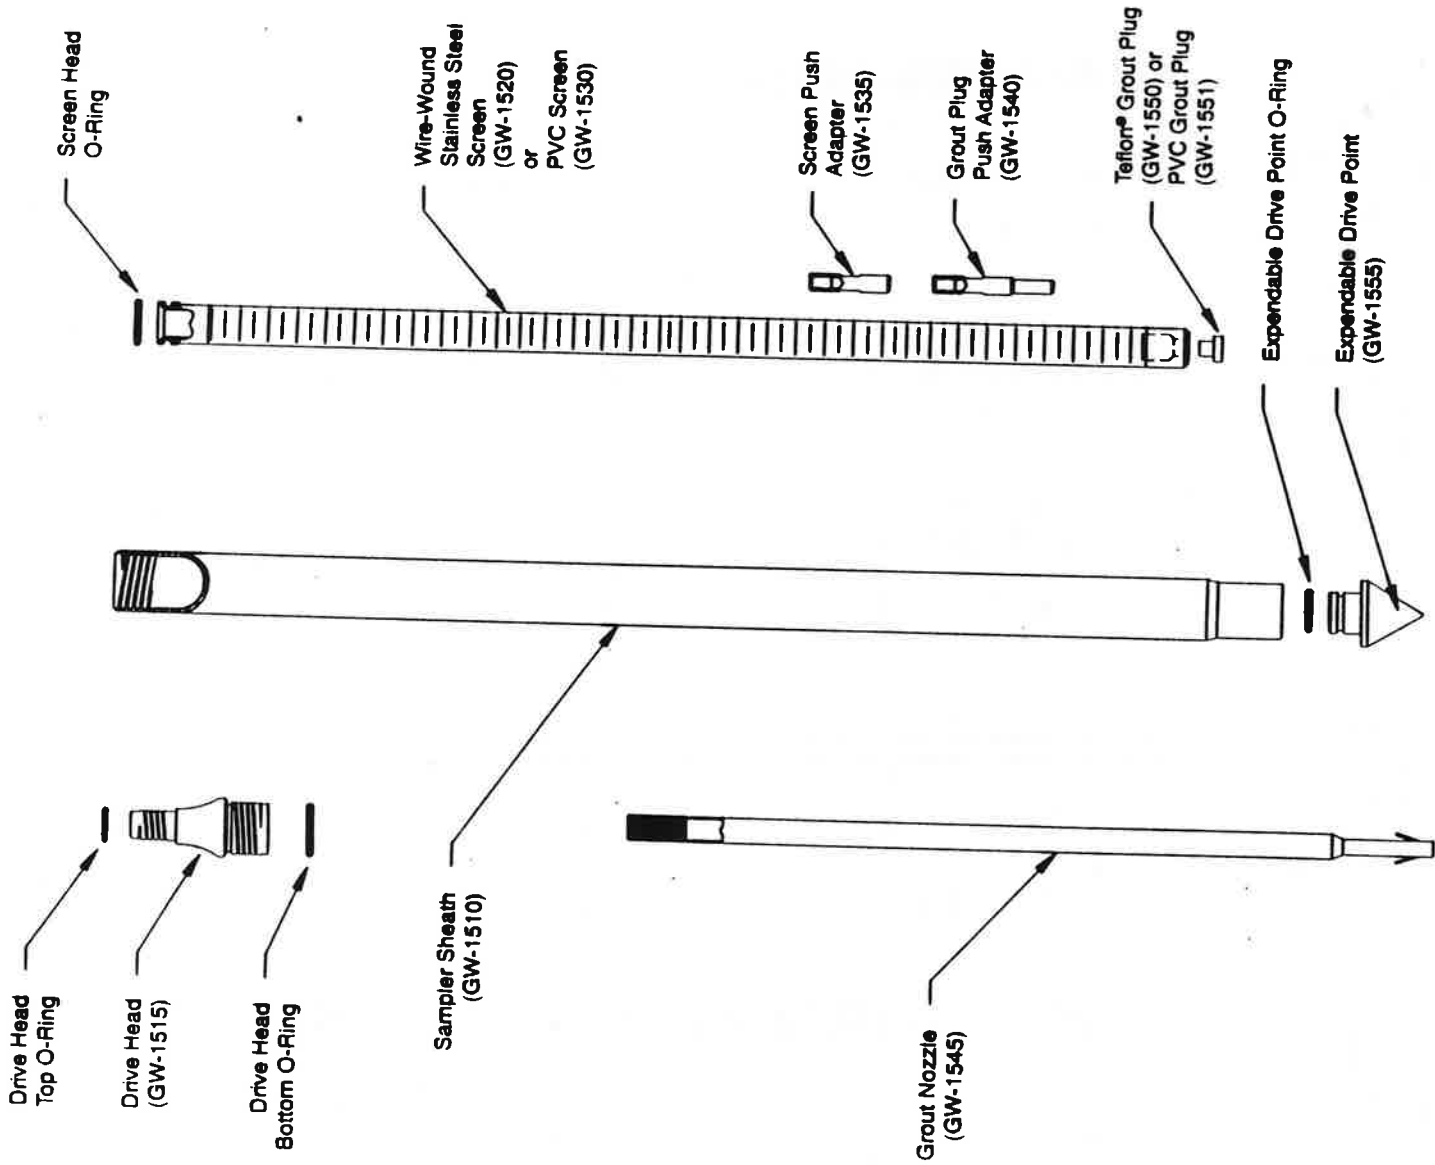 Drive Head
Top O-Ring
Drive Head
(GW-1515)
Drive Head
Bottom O-Ring
Sampler Sheath
(GW-1510)
Grout Nozzle
(GW-1545)
Screen Head
O-Ring
Wire-Wound
Stainless Steel
Screen
(GW-1520)
or
PVC Screen
(GW-1530)
Screen Push
Adapter
(GW-1535)
Grout Plug
Push Adapter
(GW-1540)
Teflon® Grout Plug
(GW-1550) or
PVC Grout Plug
(GW-1551)
Expendable Drive Point O-Ring
Expendable Drive Point
(GW-1555)